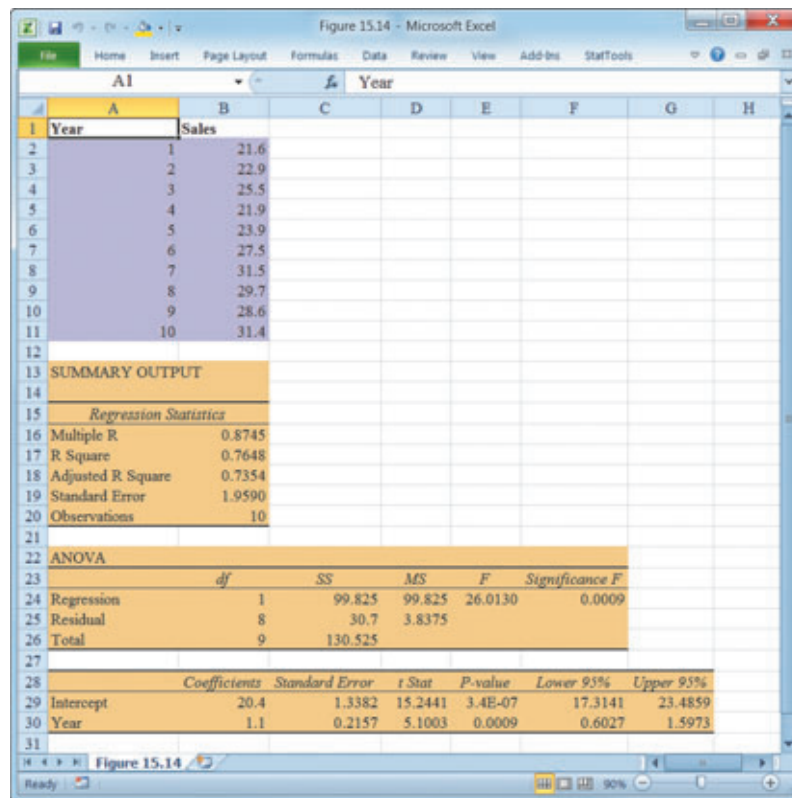 Figure 15.14 - Microsoft Excel
File Home Insert Page Layout Formulas Data Review View Add-Ins StatTools
A1 fx Year
A B C D E F G H
1 Year Sales
2 1 21.6
3 2 22.9
4 3 25.5
5 4 21.9
6 5 23.9
7 6 27.5
8 7 31.5
9 8 29.7
10 9 28.6
11 10 31.4
12
13 SUMMARY OUTPUT
14
15 Regression Statistics
16 Multiple R 0.8745
17 R Square 0.7648
18 Adjusted R Square 0.7354
19 Standard Error 1.9590
20 Observations 10
21
22 ANOVA
23 df SS MS F Significance F
24 Regression 1 99.825 99.825 26.0130 0.0009
25 Residual 8 30.7 3.8375
26 Total 9 130.525
27
28 Coefficients Standard Error t Stat P-value Lower 95% Upper 95%
29 Intercept 20.4 1.3382 15.2441 3.4E-07 17.3141 23.4859
30 Year 1.1 0.2157 5.1003 0.0009 0.6027 1.5973
31
Figure 15.14
Ready 90%